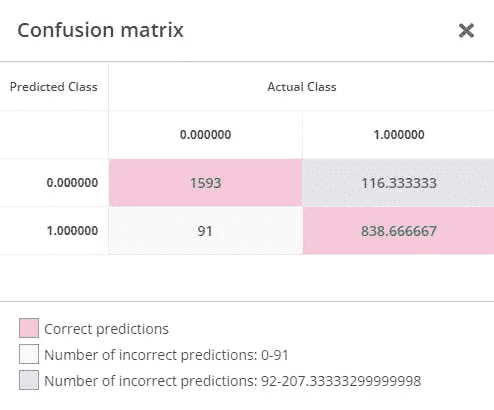 Confusion matrix ×
Predicted Class Actual Class
0.000000 1.000000
0.000000 1593 116.333333
1.000000 91 838.666667
Correct predictions
Number of incorrect predictions: 0-91
Number of incorrect predictions: 92-207.33333299999998